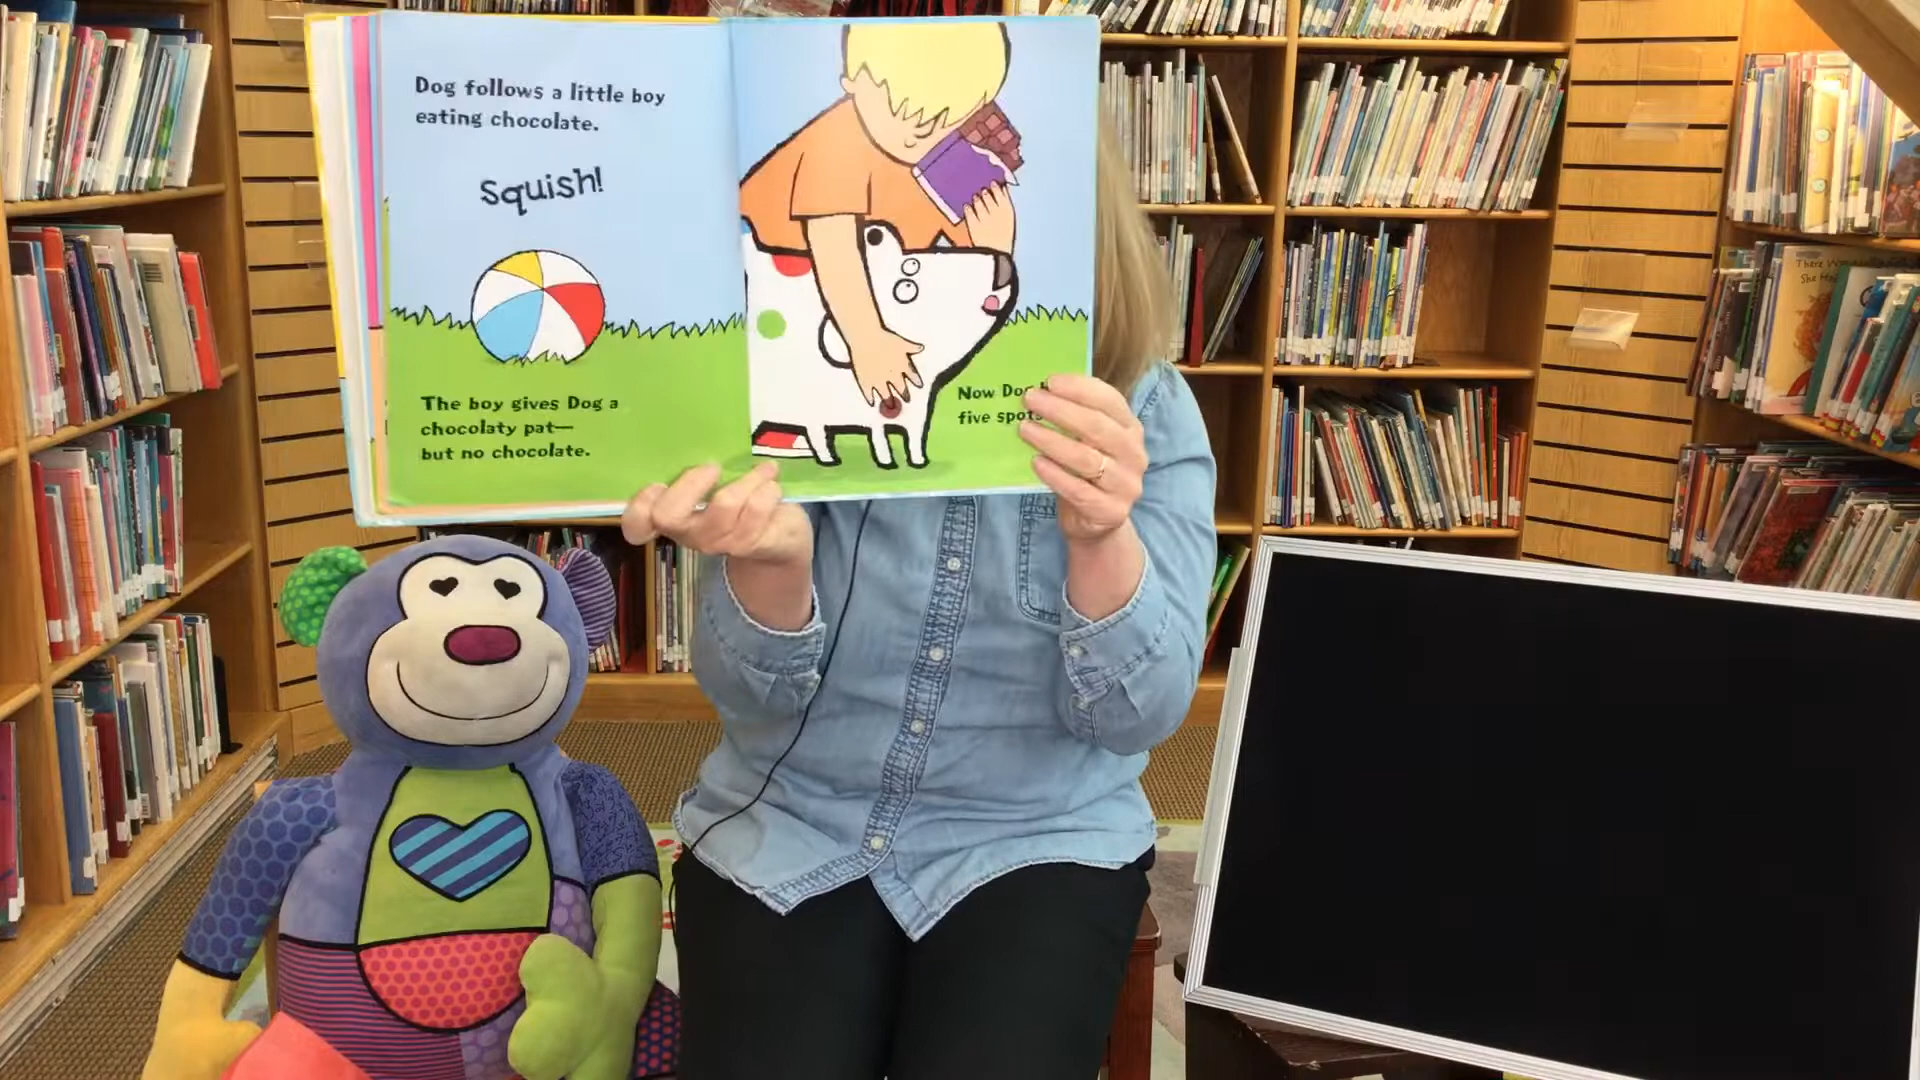 Dog follows a little boy
eating chocolate.
Squish!
The boy gives Dog a
chocolaty pat—
but no chocolate.
Now Dog
five spots